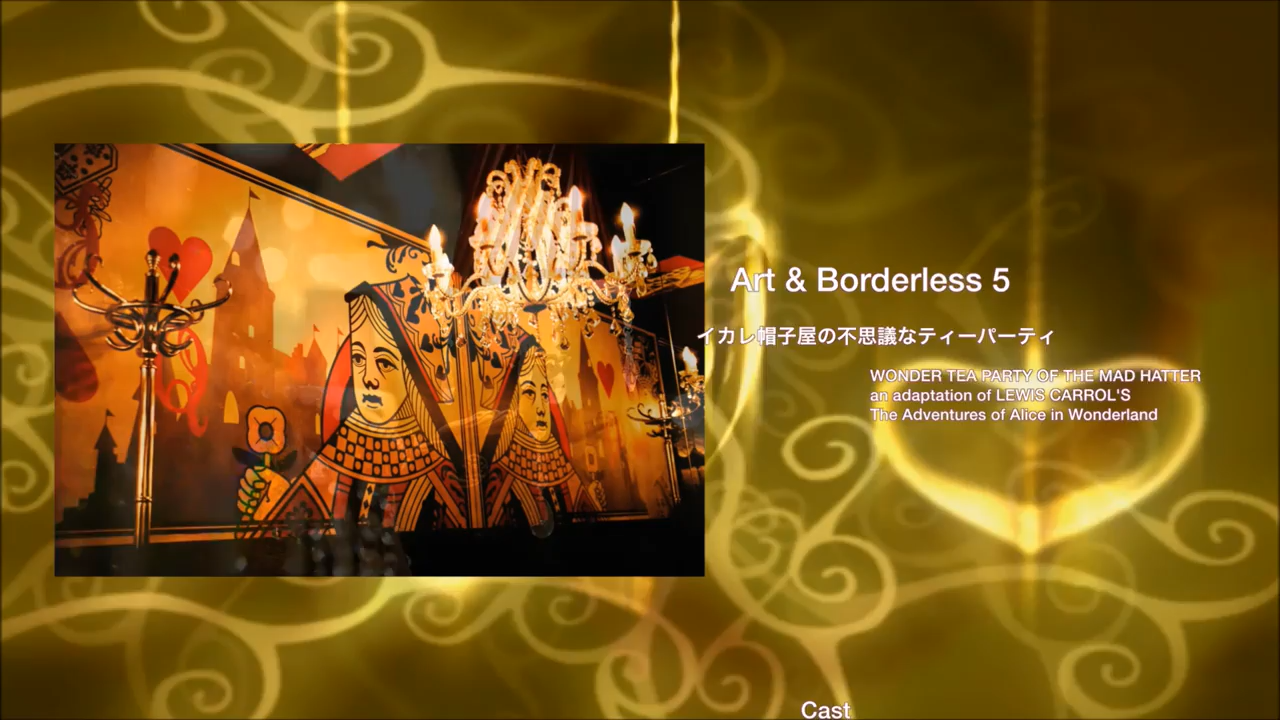 Art & Borderless 5
イカレ帽子屋の不思議なティーパーティ
WONDER TEA PARTY OF THE MAD HATTER
an adaptation of LEWIS CARROL'S
The Adventures of Alice in Wonderland
Cast